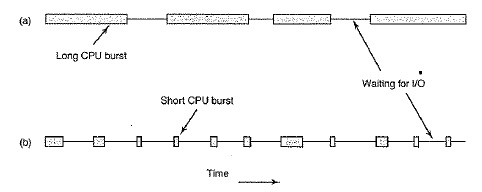 (a)
Long CPU burst
Waiting for I/O
Short CPU burst
(b)
Time